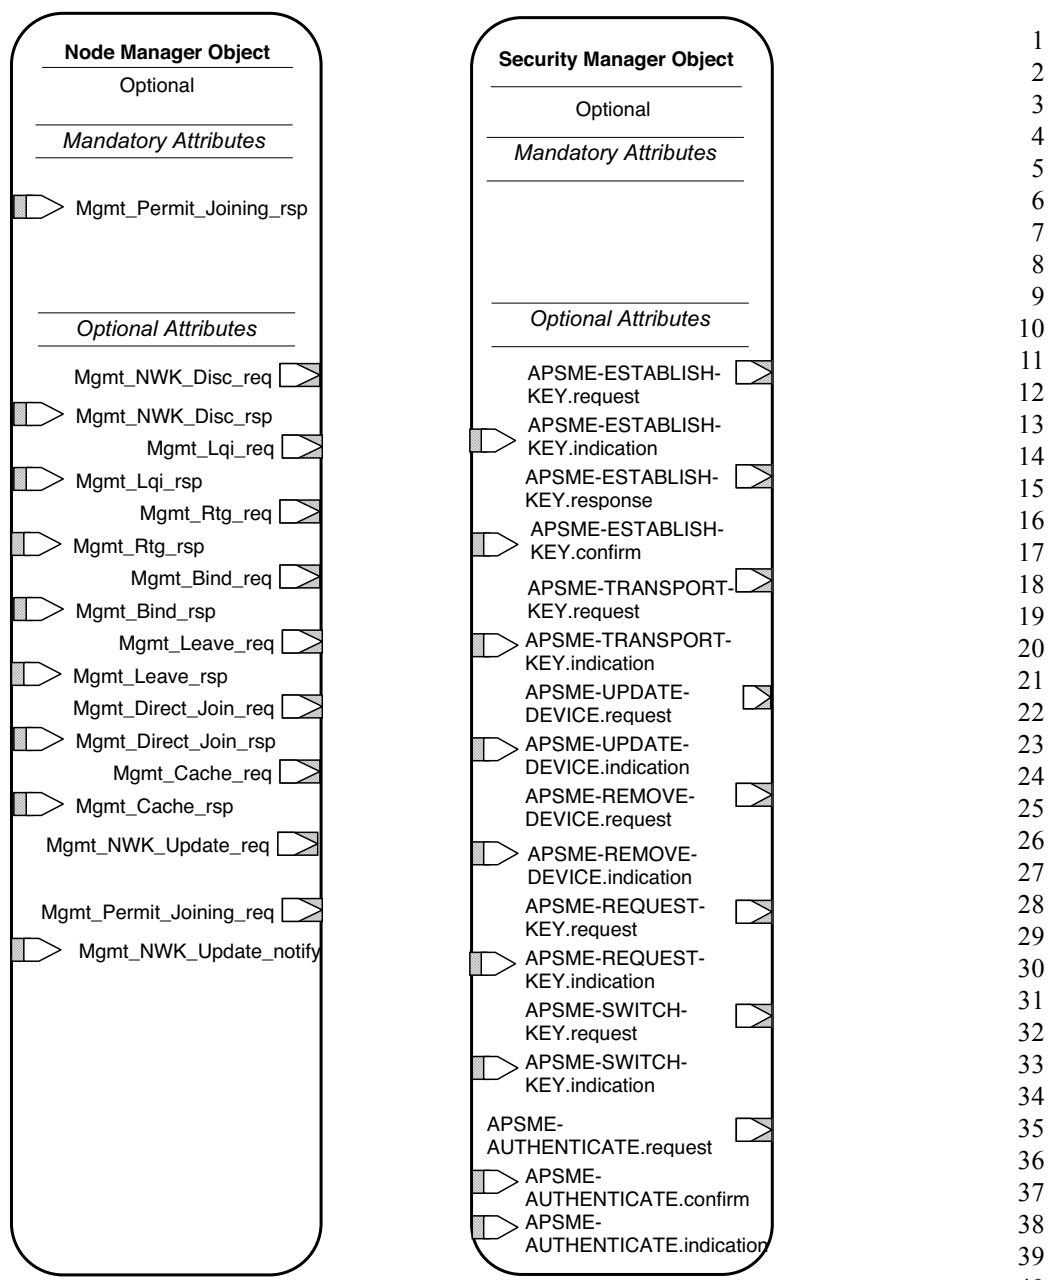 Node Manager Object
Optional
Mandatory Attributes
Mgmt_Permit_Joining_rsp
Optional Attributes
Mgmt_NWK_Disc_req
Mgmt_NWK_Disc_rsp
Mgmt_Lqi_req
Mgmt_Lqi_rsp
Mgmt_Rtg_req
Mgmt_Rtg_rsp
Mgmt_Bind_req
Mgmt_Bind_rsp
Mgmt_Leave_req
Mgmt_Leave_rsp
Mgmt_Direct_Join_req
Mgmt_Direct_Join_rsp
Mgmt_Cache_req
Mgmt_Cache_rsp
Mgmt_NWK_Update_req
Mgmt_Permit_Joining_req
Mgmt_NWK_Update_notify
Security Manager Object
Optional
Mandatory Attributes
Optional Attributes
APSME-ESTABLISH-
KEY.request
APSME-ESTABLISH-
KEY.indication
APSME-ESTABLISH-
KEY.response
APSME-ESTABLISH-
KEY.confirm
APSME-TRANSPORT-
KEY.request
APSME-TRANSPORT-
KEY.indication
APSME-UPDATE-
DEVICE.request
APSME-UPDATE-
DEVICE.indication
APSME-REMOVE-
DEVICE.request
APSME-REMOVE-
DEVICE.indication
APSME-REQUEST-
KEY.request
APSME-REQUEST-
KEY.indication
APSME-SWITCH-
KEY.request
APSME-SWITCH-
KEY.indication
APSME-
AUTHENTICATE.request
APSME-
AUTHENTICATE.confirm
APSME-
AUTHENTICATE.indication
1
2
3
4
5
6
7
8
9
10
11
12
13
14
15
16
17
18
19
20
21
22
23
24
25
26
27
28
29
30
31
32
33
34
35
36
37
38
39